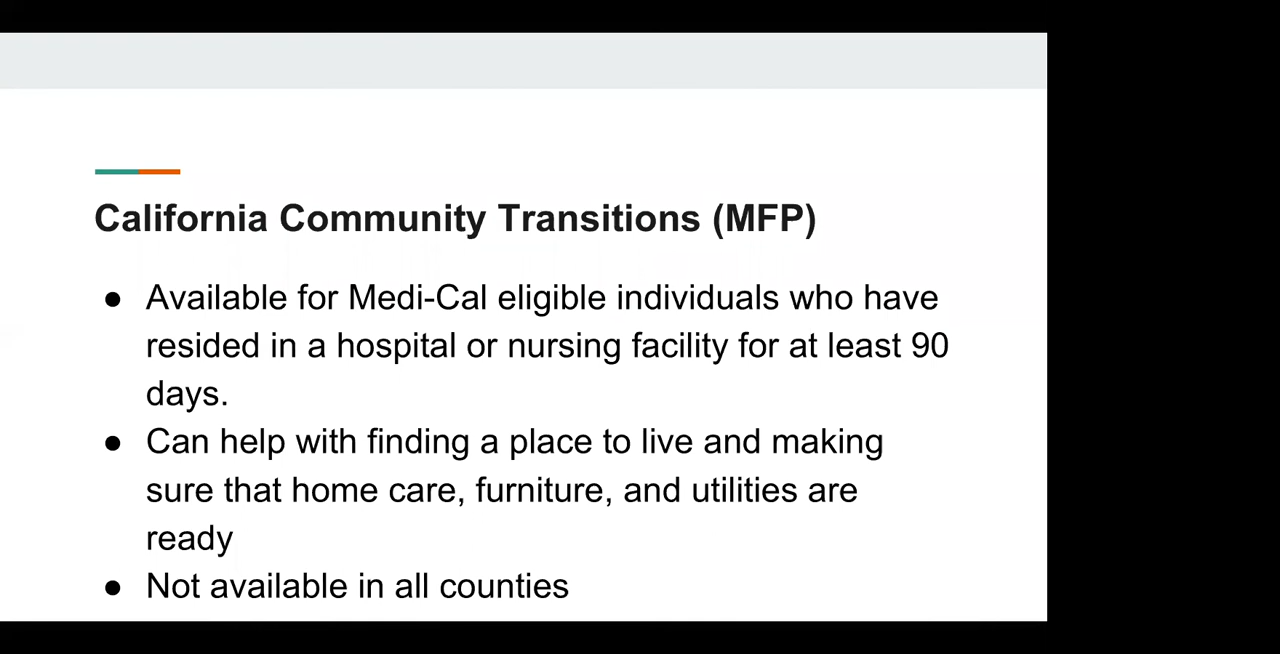 California Community Transitions (MFP)
● Available for Medi-Cal eligible individuals who have
resided in a hospital or nursing facility for at least 90
days.
● Can help with finding a place to live and making
sure that home care, furniture, and utilities are
ready
● Not available in all counties